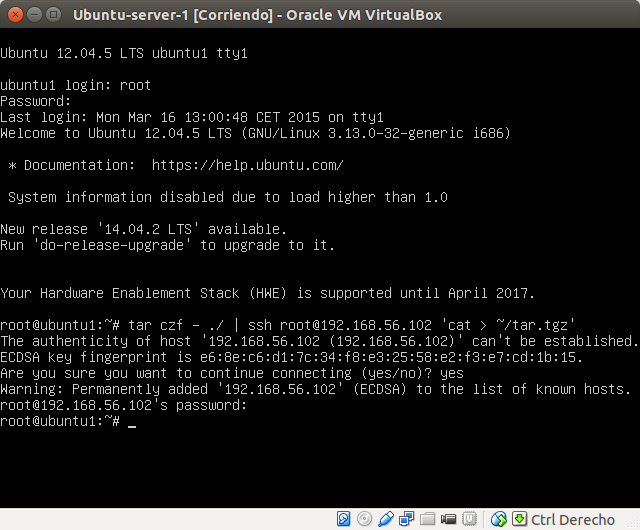 Ubuntu-server-1 [Corriendo] - Oracle VM VirtualBox
Ubuntu 12.04.5 LTS ubuntu1 tty1
ubuntu1 login: root
Password:
Last login: Mon Mar 16 13:00:48 CET 2015 on tty1
Welcome to Ubuntu 12.04.5 LTS (GNU/Linux 3.13.0-32-generic i686)
* Documentation:  https://help.ubuntu.com/
System information disabled due to load higher than 1.0
New release '14.04.2 LTS' available.
Run 'do-release-upgrade' to upgrade to it.
Your Hardware Enablement Stack (HWE) is supported until April 2017.
root@ubuntu1:~# tar czf - ./ | ssh root@192.168.56.102 'cat > ~/tar.tgz'
The authenticity of host '192.168.56.102 (192.168.56.102)' can't be established.
ECDSA key fingerprint is e6:8e:c6:d1:7c:34:f8:e3:25:58:e2:f3:e7:cd:1b:15.
Are you sure you want to continue connecting (yes/no)? yes
Warning: Permanently added '192.168.56.102' (ECDSA) to the list of known hosts.
root@192.168.56.102's password:
root@ubuntu1:~# _
Ctrl Derecho